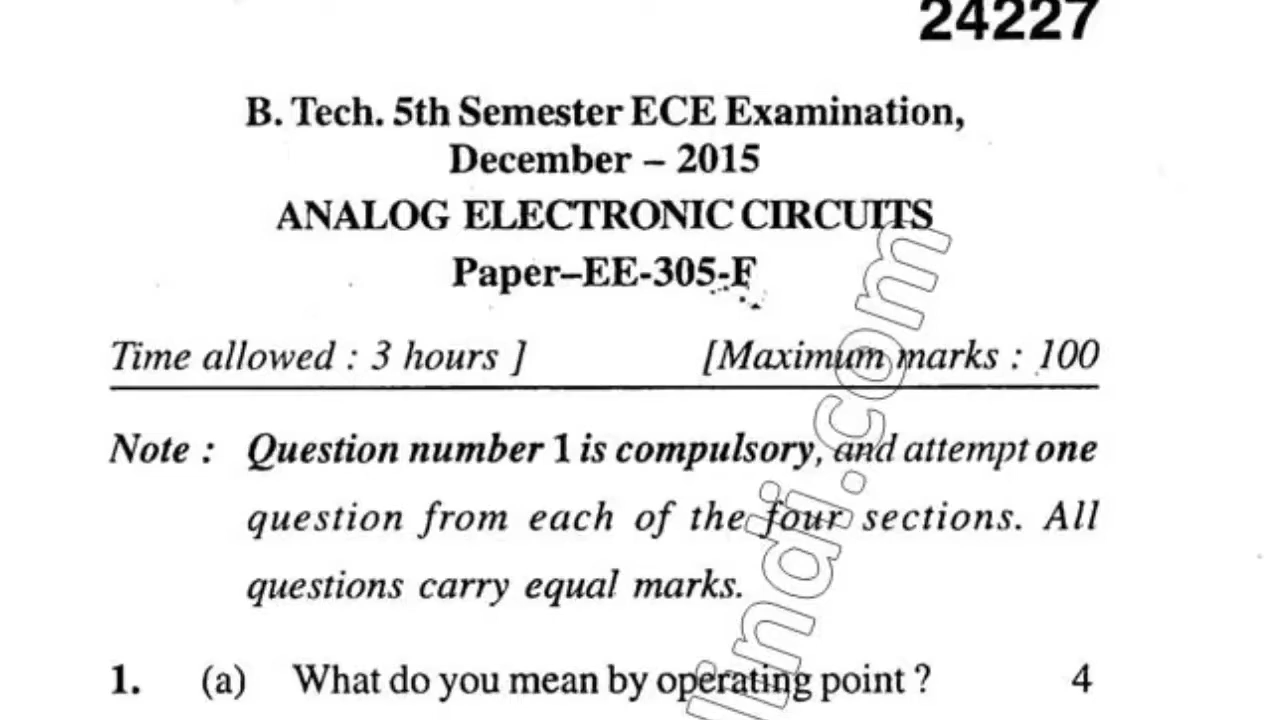 24227
B. Tech. 5th Semester ECE Examination,
December – 2015
ANALOG ELECTRONIC CIRCUITS
Paper–EE-305-F
Time allowed : 3 hours ] [Maximum marks : 100
Note : Question number 1 is compulsory, and attempt one
question from each of the four sections. All
questions carry equal marks.
1. (a) What do you mean by operating point ? 4
lindi.com